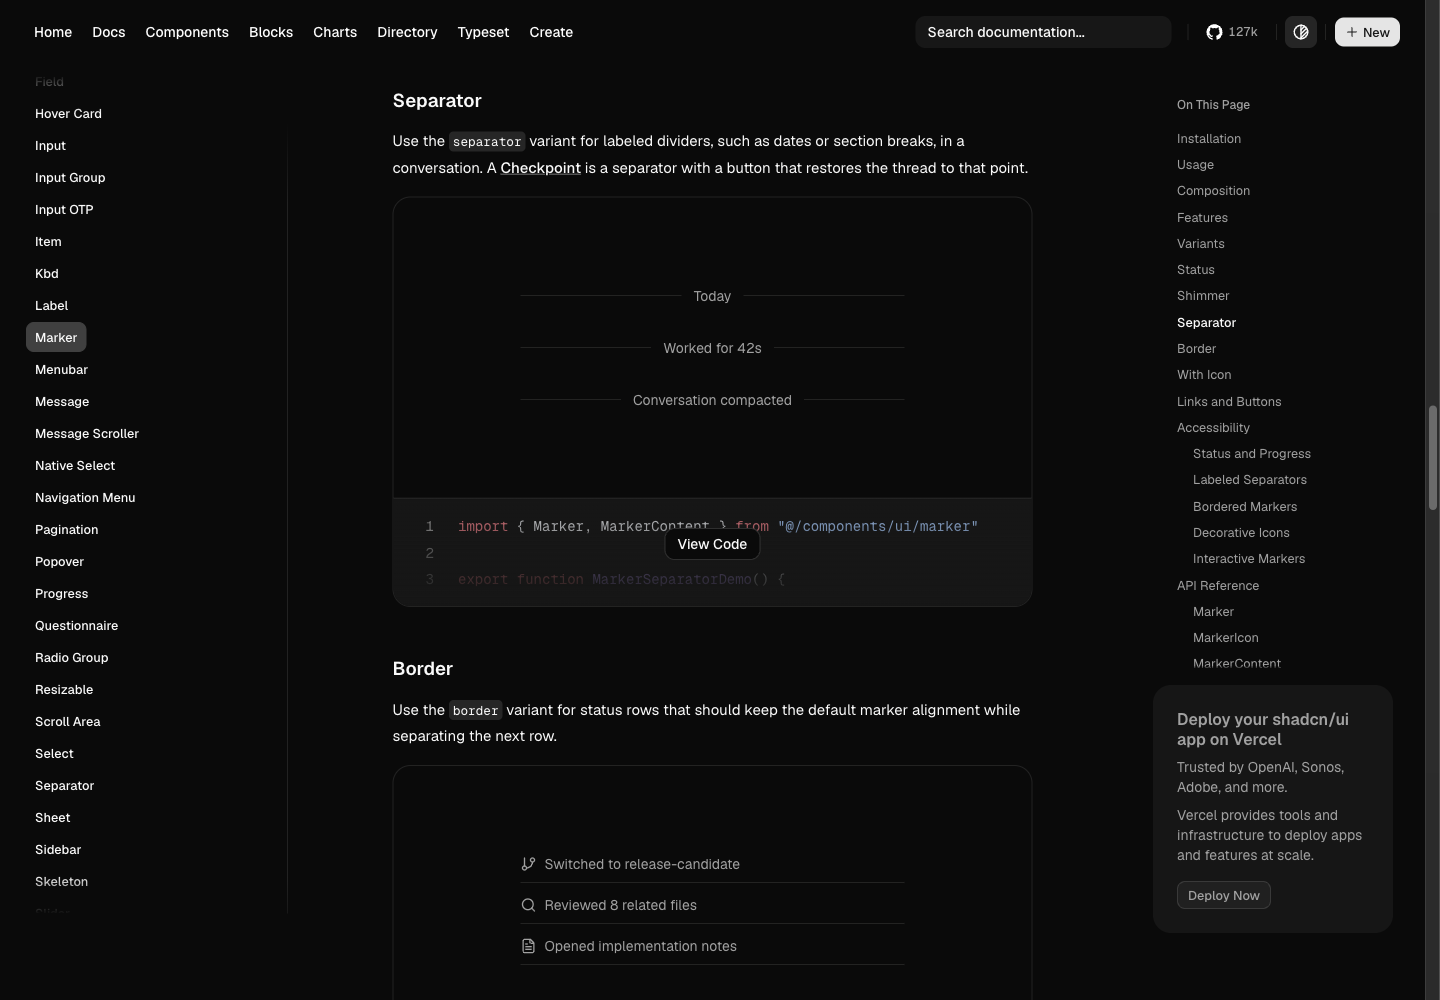 Home
Docs
Components
Blocks
Charts
Directory
Typeset
Create
Search documentation...
127k
New
Field
Hover Card
Input
Input Group
Input OTP
Item
Kbd
Label
Marker
Menubar
Message
Message Scroller
Native Select
Navigation Menu
Pagination
Popover
Progress
Questionnaire
Radio Group
Resizable
Scroll Area
Select
Separator
Sheet
Sidebar
Skeleton
Separator
Use the separator variant for labeled dividers, such as dates or section breaks, in a
conversation. A Checkpoint is a separator with a button that restores the thread to that point.
Today
Worked for 42s
Conversation compacted
1 import { Marker, MarkerContent } from "@/components/ui/marker"
2
3 export function MarkerSeparatorDemo() {
View Code
Border
Use the border variant for status rows that should keep the default marker alignment while
separating the next row.
Switched to release-candidate
Reviewed 8 related files
Opened implementation notes
On This Page
Installation
Usage
Composition
Features
Variants
Status
Shimmer
Separator
Border
With Icon
Links and Buttons
Accessibility
Status and Progress
Labeled Separators
Bordered Markers
Decorative Icons
Interactive Markers
API Reference
Marker
MarkerIcon
MarkerContent
Deploy your shadcn/ui
app on Vercel
Trusted by OpenAI, Sonos,
Adobe, and more.
Vercel provides tools and
infrastructure to deploy apps
and features at scale.
Deploy Now